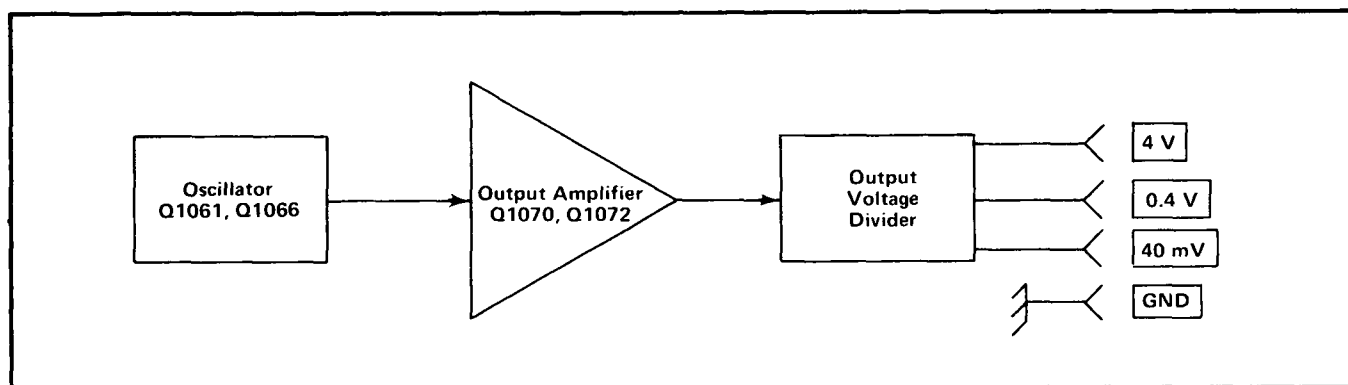 Oscillator
Q1061, Q1066
Output Amplifier
Q1070, Q1072
Output
Voltage
Divider
4 V
0.4 V
40 mV
GND